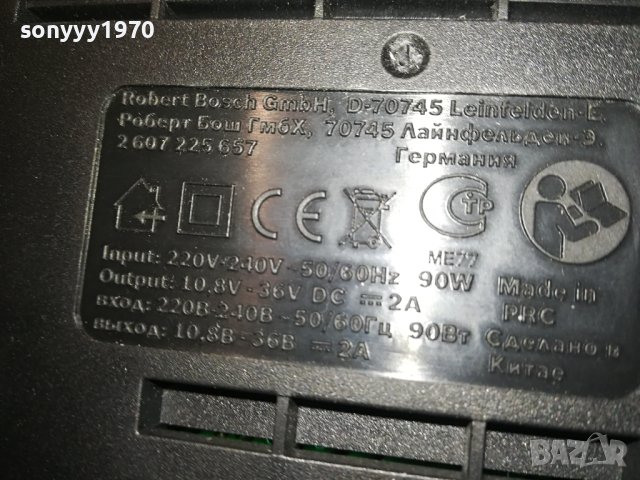 sonyyy1970
Robert Bosch GmbH, D-70745 Leinfelden-E.
Роберт Бош ГмбХ, 70745 Лайнфельден-Э.
2 607 225 657 Германия
CE
ME77
Input: 220V-240V ~50/60Hz 90W Made in
Output: 10,8V - 36V DC 2A PRC
вход: 220В-240В ~50/60Гц 90Вт Сделано в
выход: 10,8В -36В 2A Китае
BAZAR